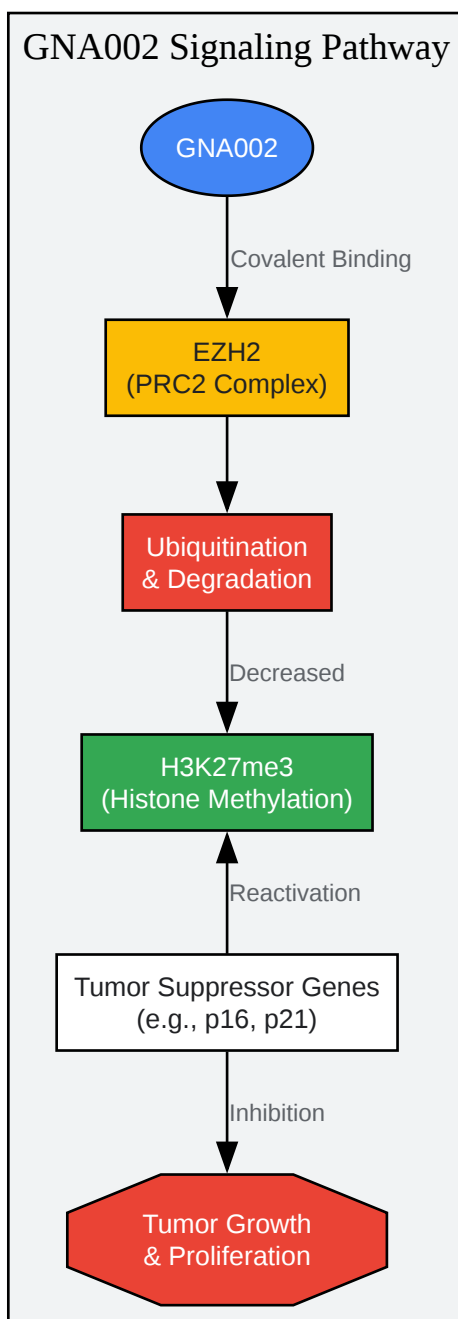 GNA002 Signaling Pathway
GNA002
Covalent Binding
EZH2
(PRC2 Complex)
Ubiquitination
& Degradation
Decreased
H3K27me3
(Histone Methylation)
Reactivation
Tumor Suppressor Genes
(e.g., p16, p21)
Inhibition
Tumor Growth
& Proliferation